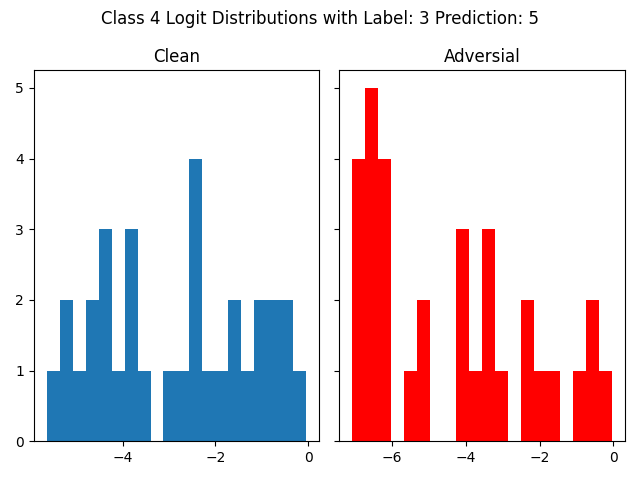 Class 4 Logit Distributions with Label: 3 Prediction: 5
Clean
Adversial
5
4
3
2
1
0
−4 −2 0
−6 −4 −2 0